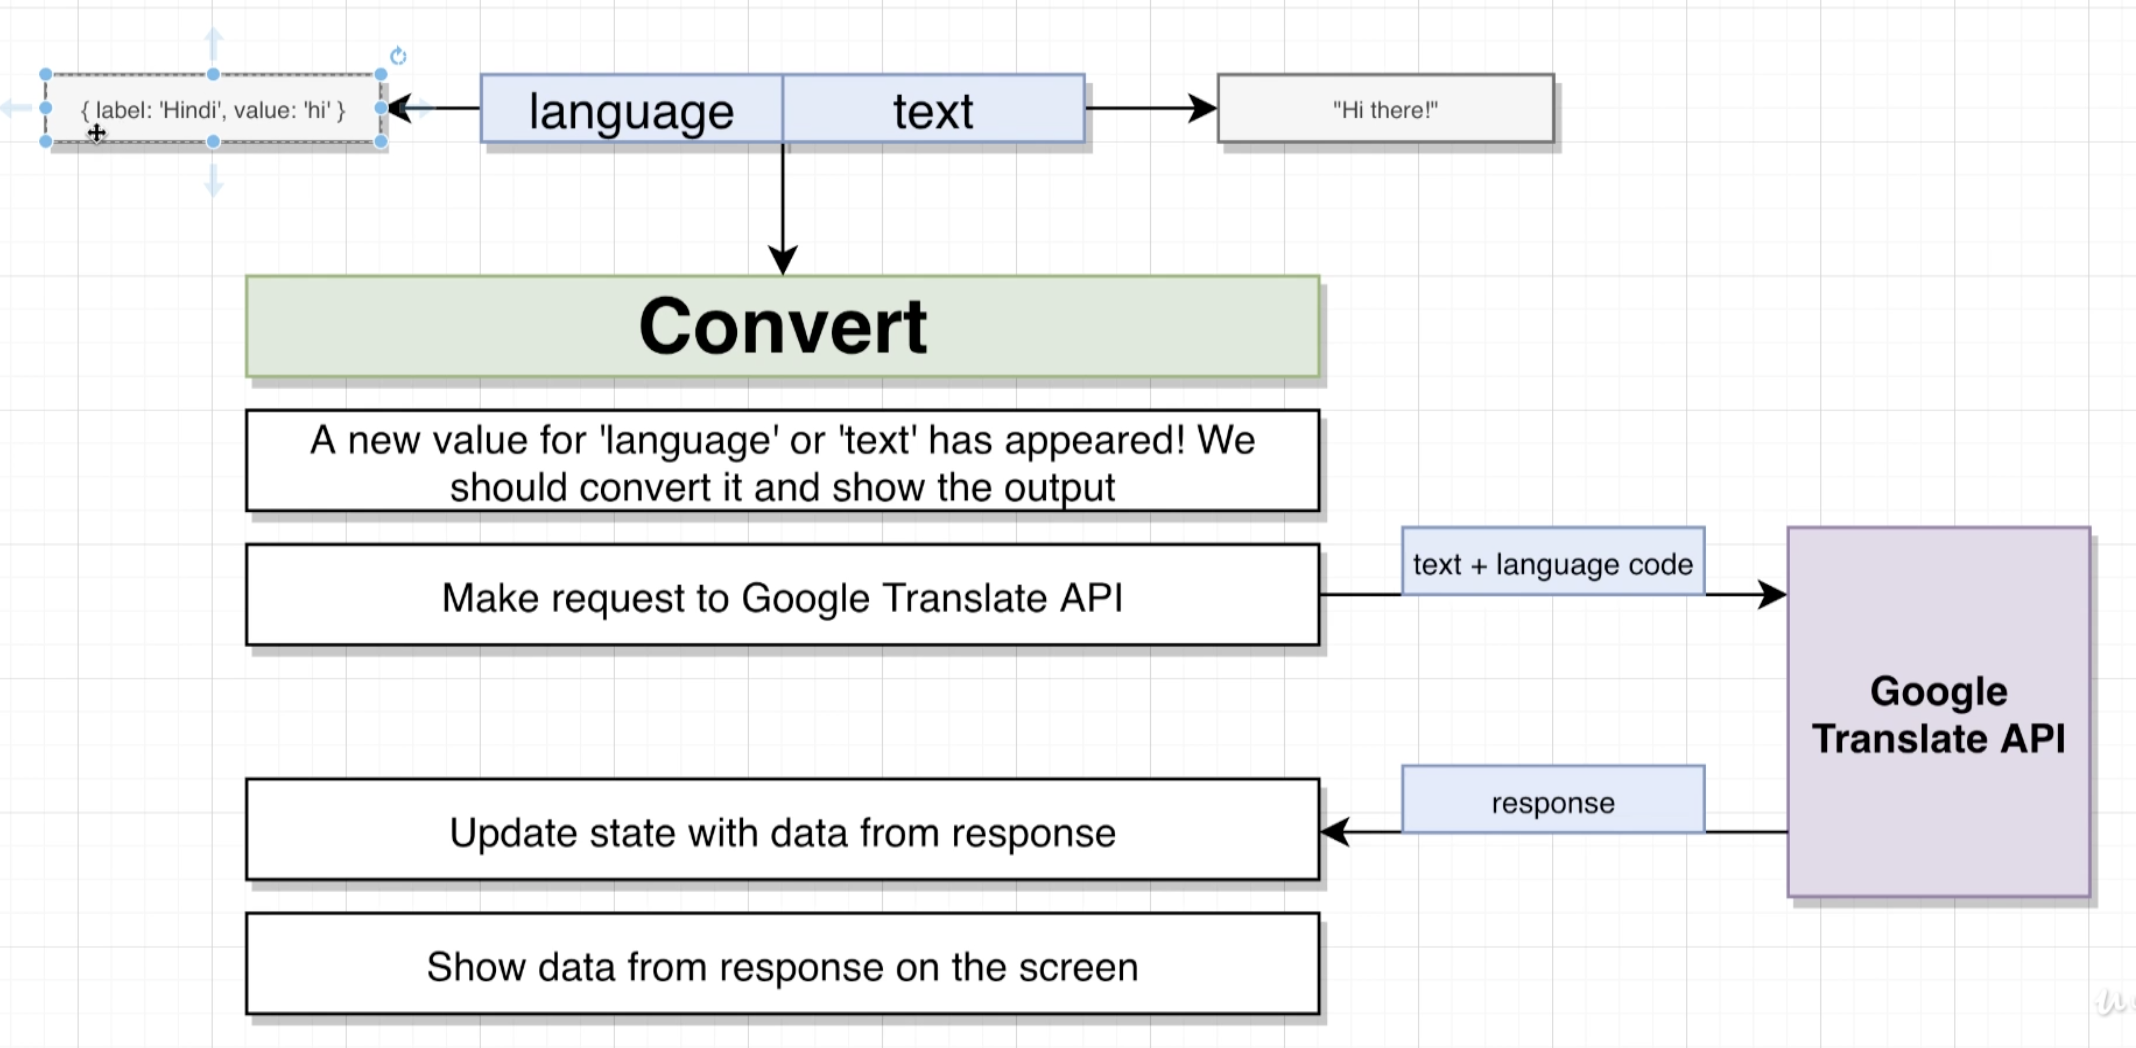 { label: 'Hindi', value: 'hi' }
language
text
"Hi there!"
Convert
A new value for 'language' or 'text' has appeared! We
should convert it and show the output
Make request to Google Translate API
text + language code
Google
Translate API
response
Update state with data from response
Show data from response on the screen